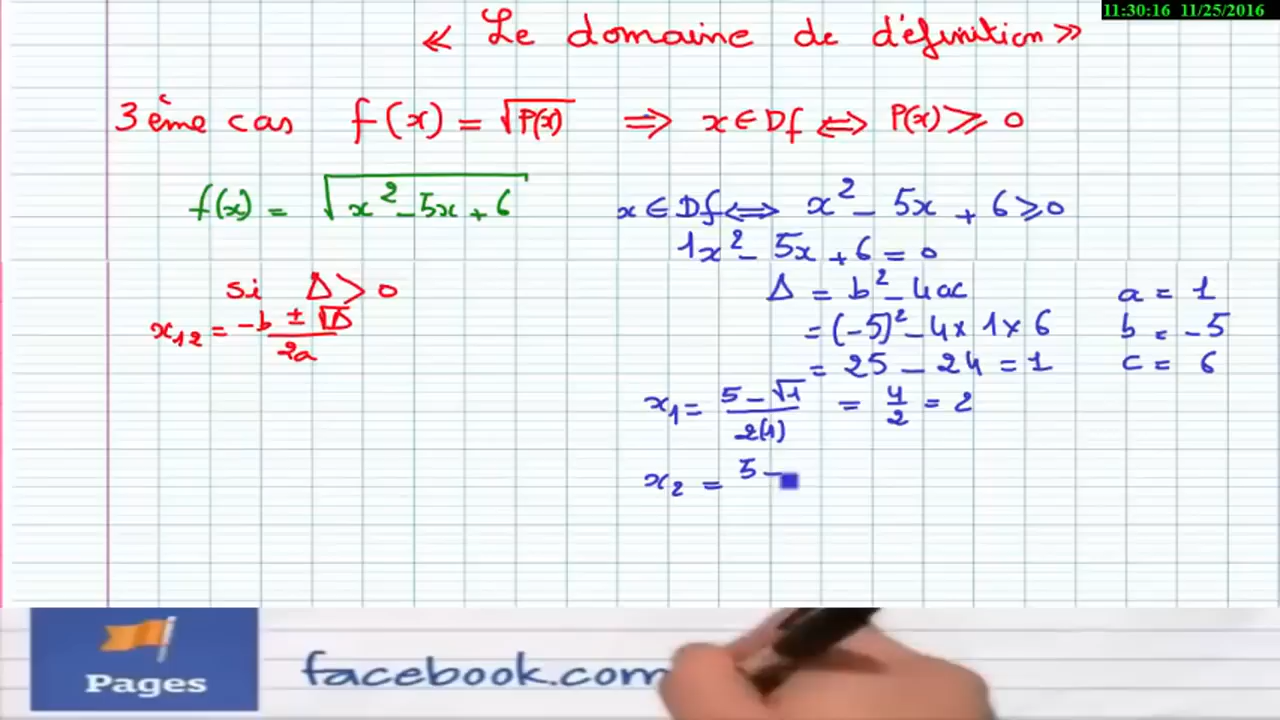 11:30:16 11/25/2016
« Le domaine de définition »
3ème cas f(x) = √P(x) ⇒ x ∈ Df ⇔ P(x) ≥ 0
f(x) = √x² - 5x + 6 x ∈ Df ⇔ x² - 5x + 6 ≥ 0
1x² - 5x + 6 = 0
si Δ > 0 Δ = b² - 4ac a = 1
x₁₂ = -b ± √Δ / 2a = (-5)² - 4 × 1 × 6 b = -5
= 25 - 24 = 1 c = 6
x₁ = 5 - √1 / 2(1) = 4/2 = 2
x₂ = 5 -
Pages facebook.com